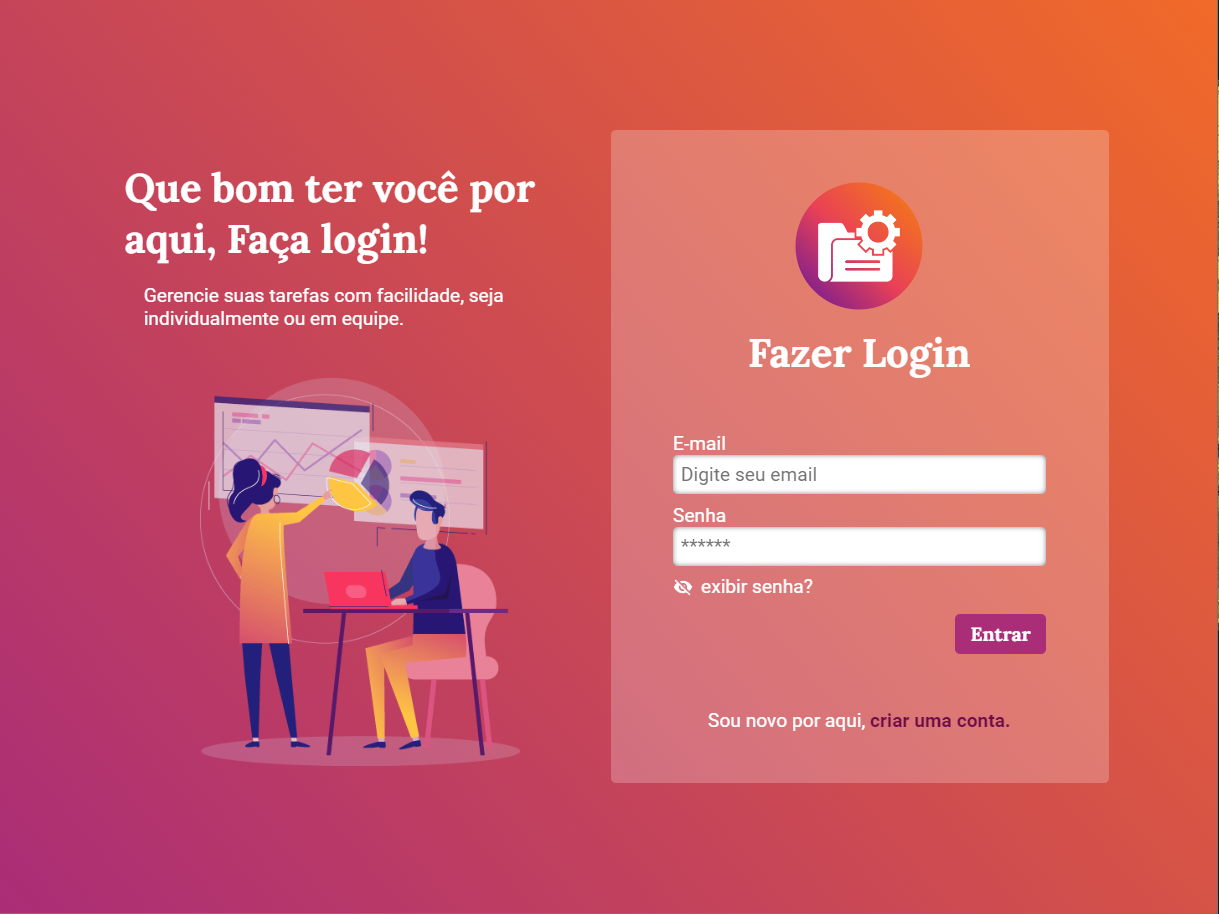 Que bom ter você por
aqui, Faça login!
Gerencie suas tarefas com facilidade, seja
individualmente ou em equipe.
Fazer Login
E-mail
Digite seu email
Senha
******
exibir senha?
Entrar
Sou novo por aqui, criar uma conta.